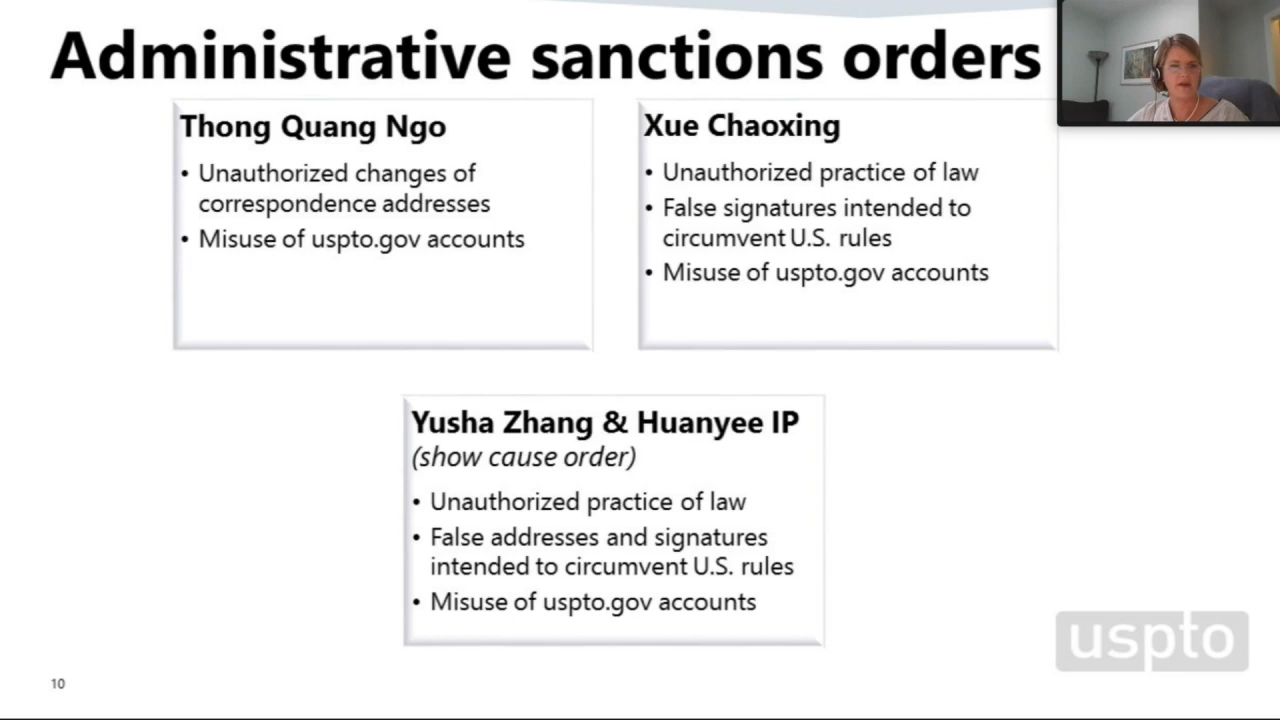 Administrative sanctions orders
Thong Quang Ngo
• Unauthorized changes of
correspondence addresses
• Misuse of uspto.gov accounts
Xue Chaoxing
• Unauthorized practice of law
• False signatures intended to
circumvent U.S. rules
• Misuse of uspto.gov accounts
Yusha Zhang & Huanyee IP
(show cause order)
• Unauthorized practice of law
• False addresses and signatures
intended to circumvent U.S. rules
• Misuse of uspto.gov accounts
uspto
10